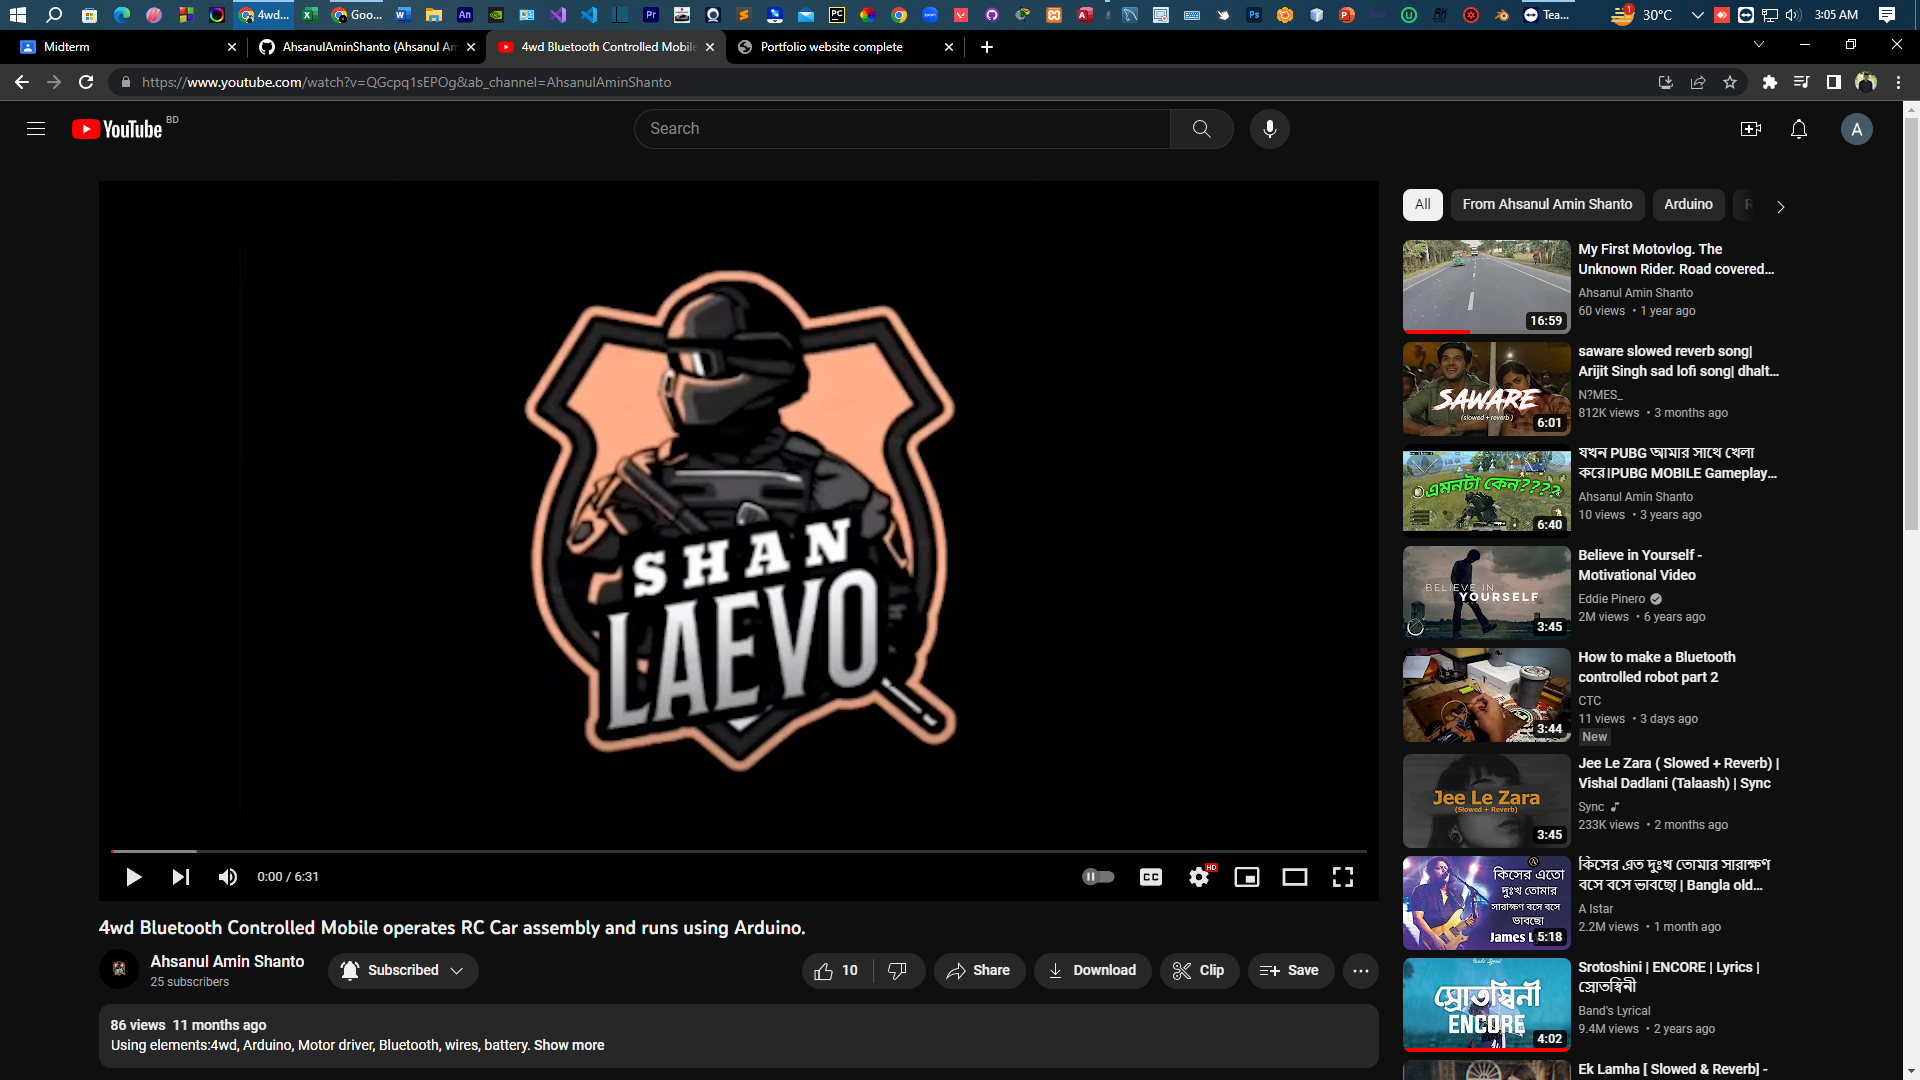 4wd...
Goo...
Tea...
30°C
3:05 AM
Midterm
AhsanulAminShanto (Ahsanul Am
4wd Bluetooth Controlled Mobile
Portfolio website complete
https://www.youtube.com/watch?v=QGcpq1sEPOg&ab_channel=AhsanulAminShanto
YouTube BD
Search
A
SHAN
LAEVO
0:00 / 6:31
CC
HD
4wd Bluetooth Controlled Mobile operates RC Car assembly and runs using Arduino.
Ahsanul Amin Shanto
25 subscribers
Subscribed
10
Share
Download
Clip
Save
86 views 11 months ago
Using elements:4wd, Arduino, Motor driver, Bluetooth, wires, battery. Show more
All
From Ahsanul Amin Shanto
Arduino
R
16:59
My First Motovlog. The
Unknown Rider. Road covered...
Ahsanul Amin Shanto
60 views • 1 year ago
SAWARE
(slowed + reverb)
6:01
saware slowed reverb song|
Arijit Singh sad lofi song| dhalt...
N?MES_
812K views • 3 months ago
এমনটা কেন????
6:40
যখন PUBG আমার সাথে খেলা
করে।PUBG MOBILE Gameplay...
Ahsanul Amin Shanto
10 views • 3 years ago
BELIEVE IN
YOURSELF
3:45
Believe in Yourself -
Motivational Video
Eddie Pinero
2M views • 6 years ago
3:44
How to make a Bluetooth
controlled robot part 2
CTC
11 views • 3 days ago
New
Jee Le Zara
(Slowed + Reverb)
3:45
Jee Le Zara ( Slowed + Reverb) |
Vishal Dadlani (Talaash) | Sync
Sync
233K views • 2 months ago
কিসের এতো
দুঃখ তোমার
সারাক্ষণ বসে বসে
ভাবছো
James L
5:18
কিসের এত দুঃখ তোমার সারাক্ষণ
বসে বসে ভাবছো | Bangla old...
A Istar
2.2M views • 1 month ago
Band's Lyrical
স্রোতস্বিনী
ENCORE
4:02
Srotoshini | ENCORE | Lyrics |
স্রোতস্বিনী
Band's Lyrical
9.4M views • 2 years ago
Ek Lamha [ Slowed & Reverb] -